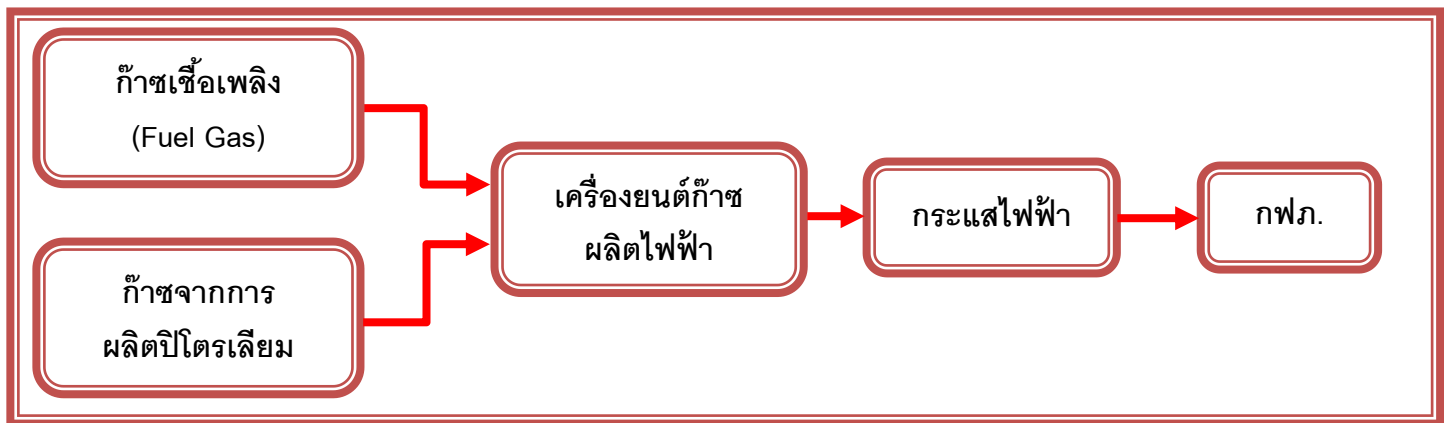 ก๊าซเชื้อเพลิง
(Fuel Gas)
ก๊าซจากการ
ผลิตปิโตรเลียม
เครื่องยนต์ก๊าซ
ผลิตไฟฟ้า
กระแสไฟฟ้า
กฟภ.